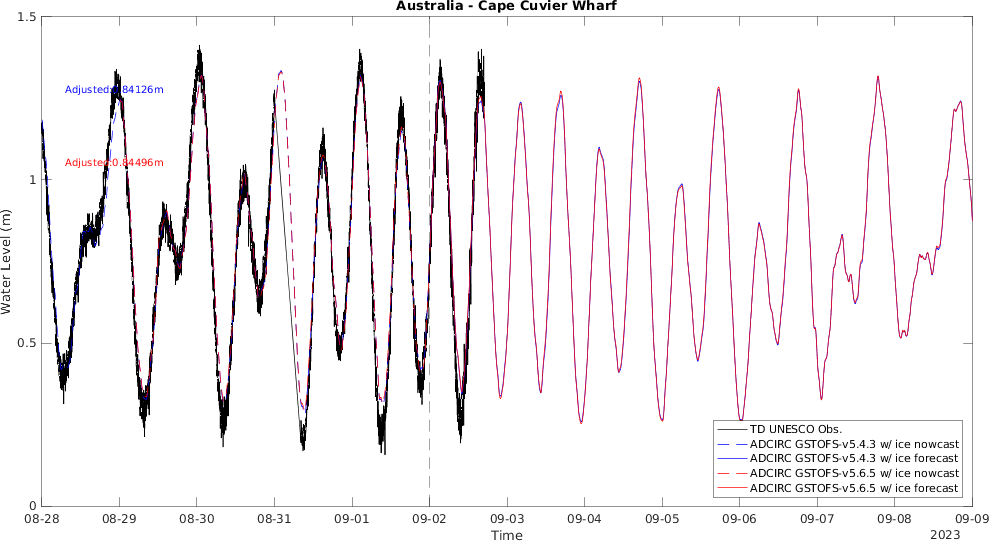 Australia - Cape Cuvier Wharf
1.5
Adjusted:0.84126m
Adjusted:0.84496m
1
Water Level (m)
0.5
TD UNESCO Obs.
ADCIRC GSTOFS-v5.4.3 w/ ice nowcast
ADCIRC GSTOFS-v5.4.3 w/ ice forecast
ADCIRC GSTOFS-v5.6.5 w/ ice nowcast
ADCIRC GSTOFS-v5.6.5 w/ ice forecast
0
08-28 08-29 08-30 08-31 09-01 09-02 09-03 09-04 09-05 09-06 09-07 09-08 09-09
Time
2023